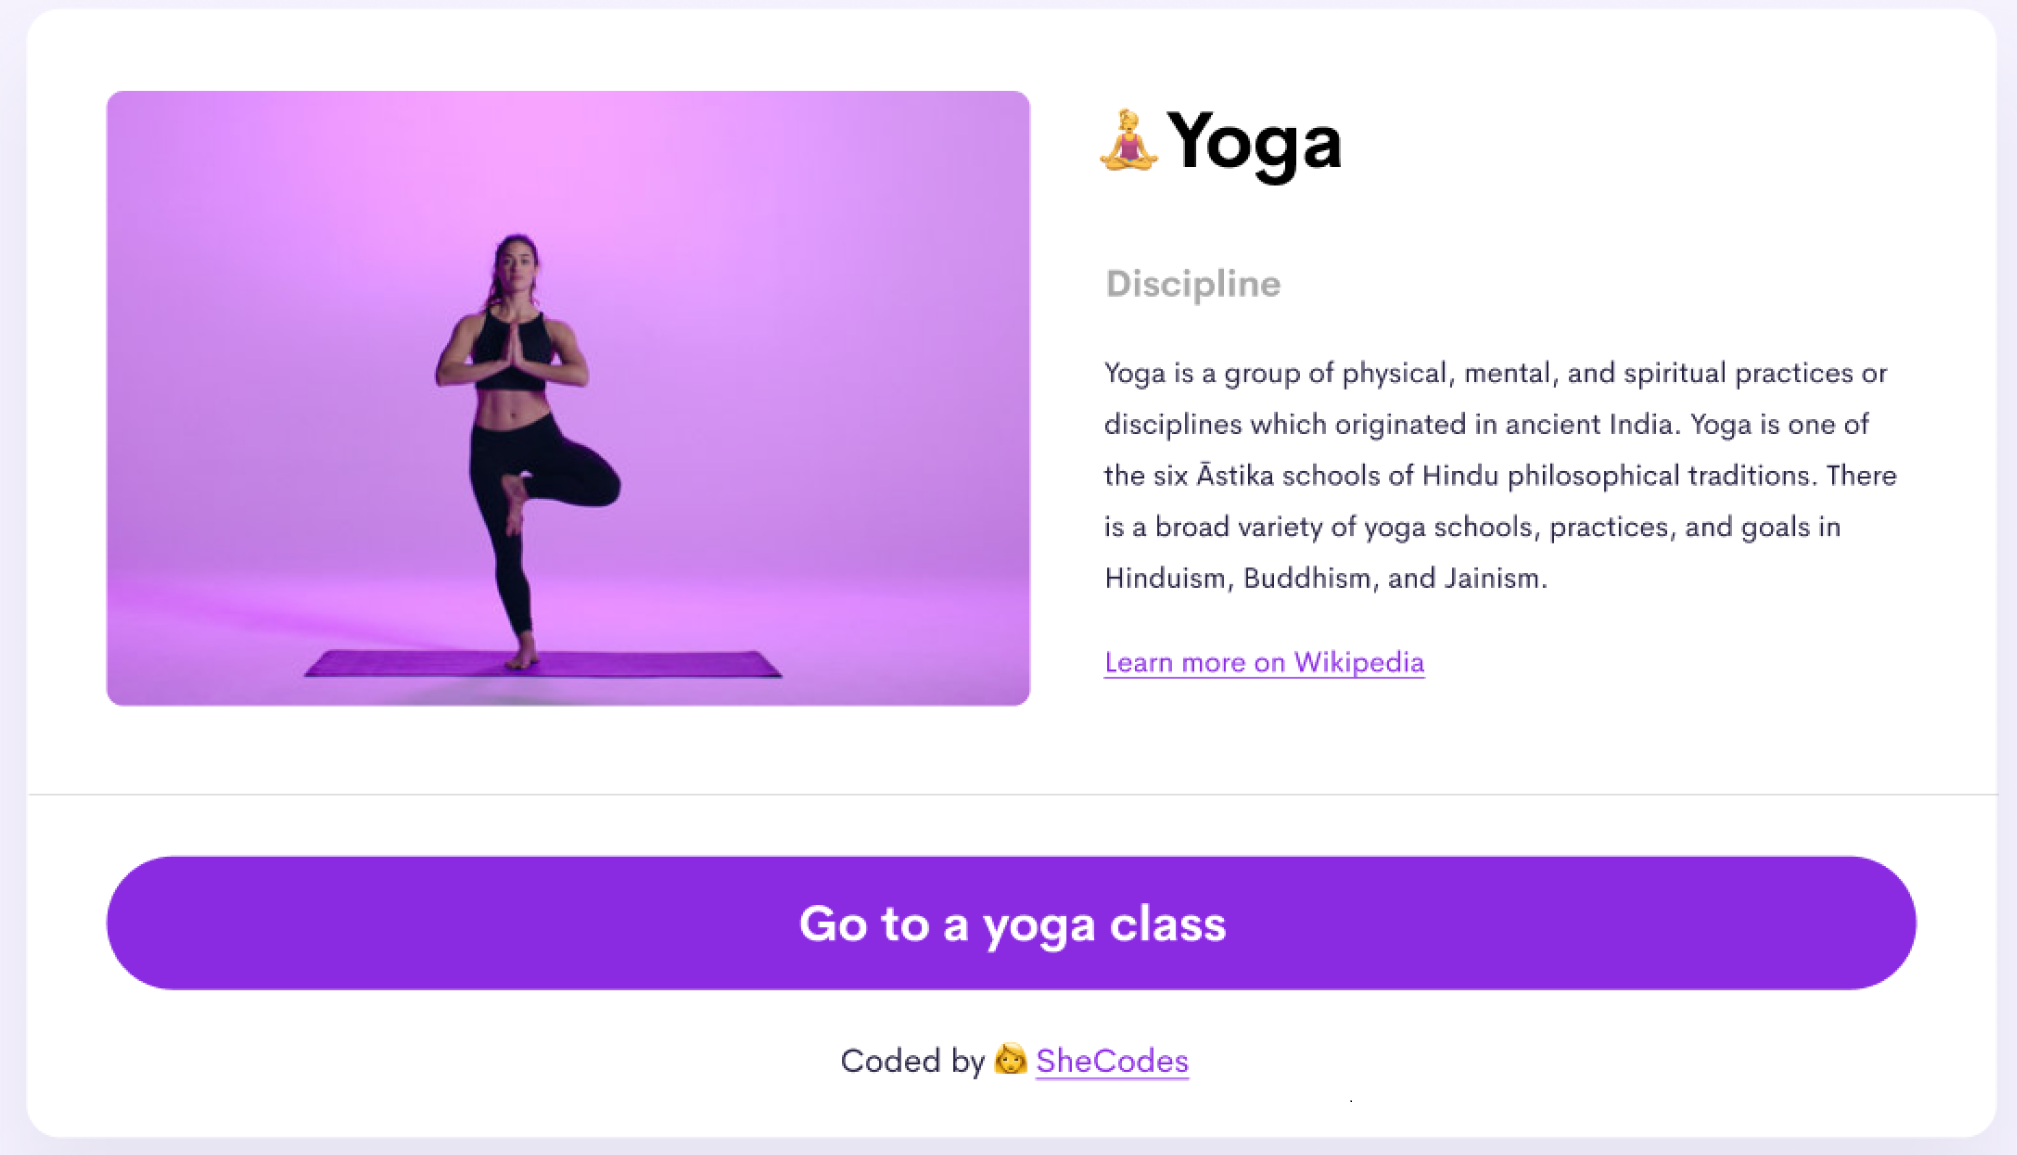 🧘‍♀️Yoga
Discipline
Yoga is a group of physical, mental, and spiritual practices or
disciplines which originated in ancient India. Yoga is one of
the six Āstika schools of Hindu philosophical traditions. There
is a broad variety of yoga schools, practices, and goals in
Hinduism, Buddhism, and Jainism.
Learn more on Wikipedia
Go to a yoga class
Coded by 👩 SheCodes